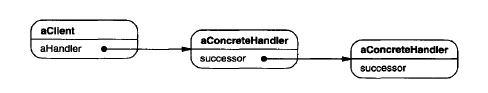 aClient
aHandler
aConcreteHandler
successor
aConcreteHandler
successor